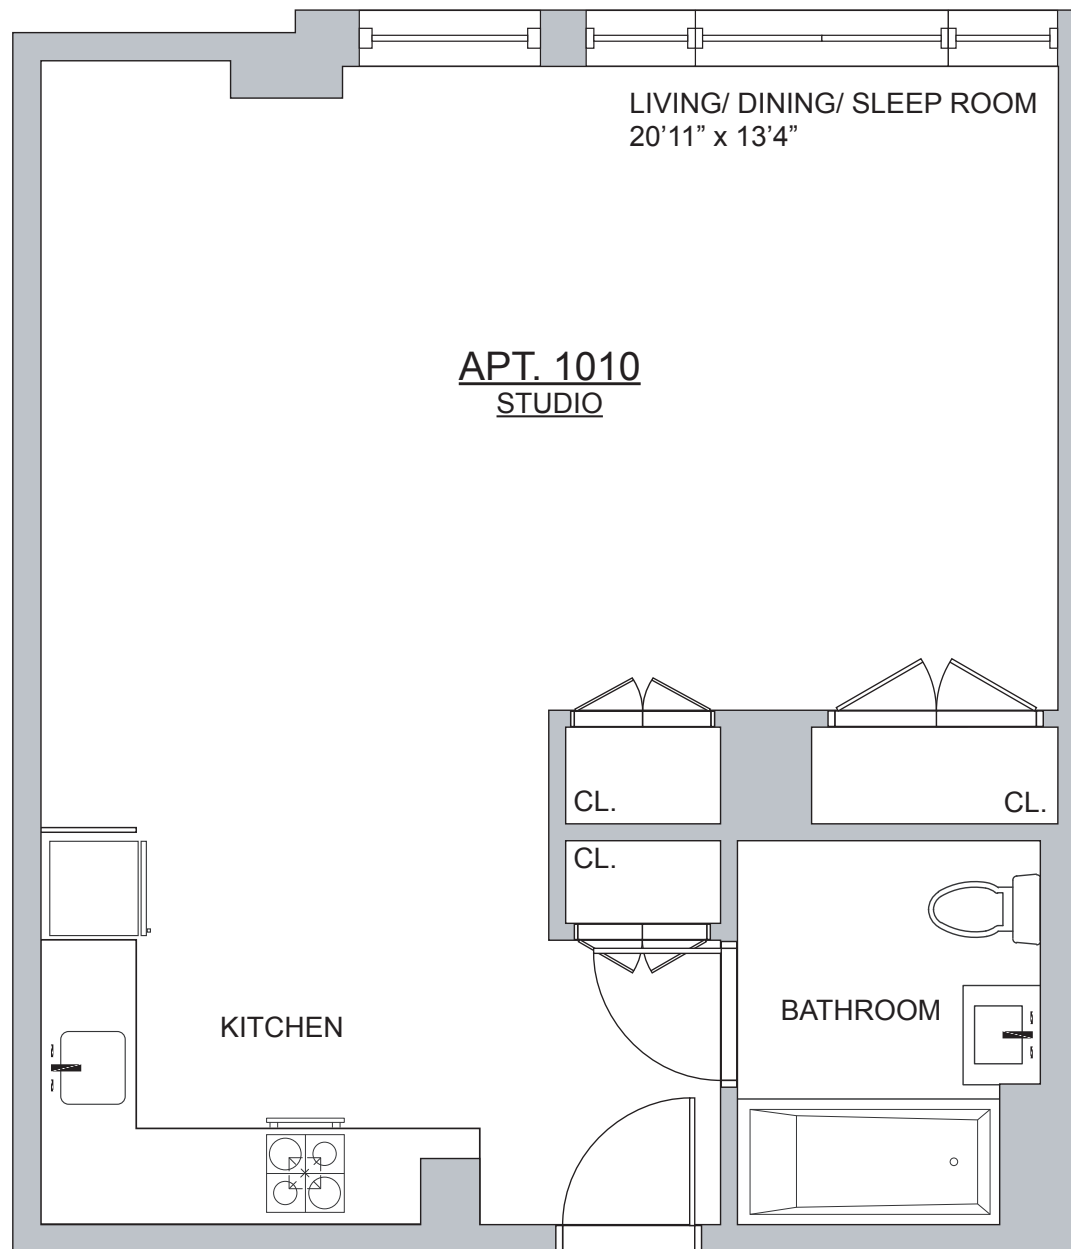 LIVING/ DINING/ SLEEP ROOM
20’11” x 13’4”
APT. 1010
STUDIO
CL.
CL.
CL.
KITCHEN
BATHROOM